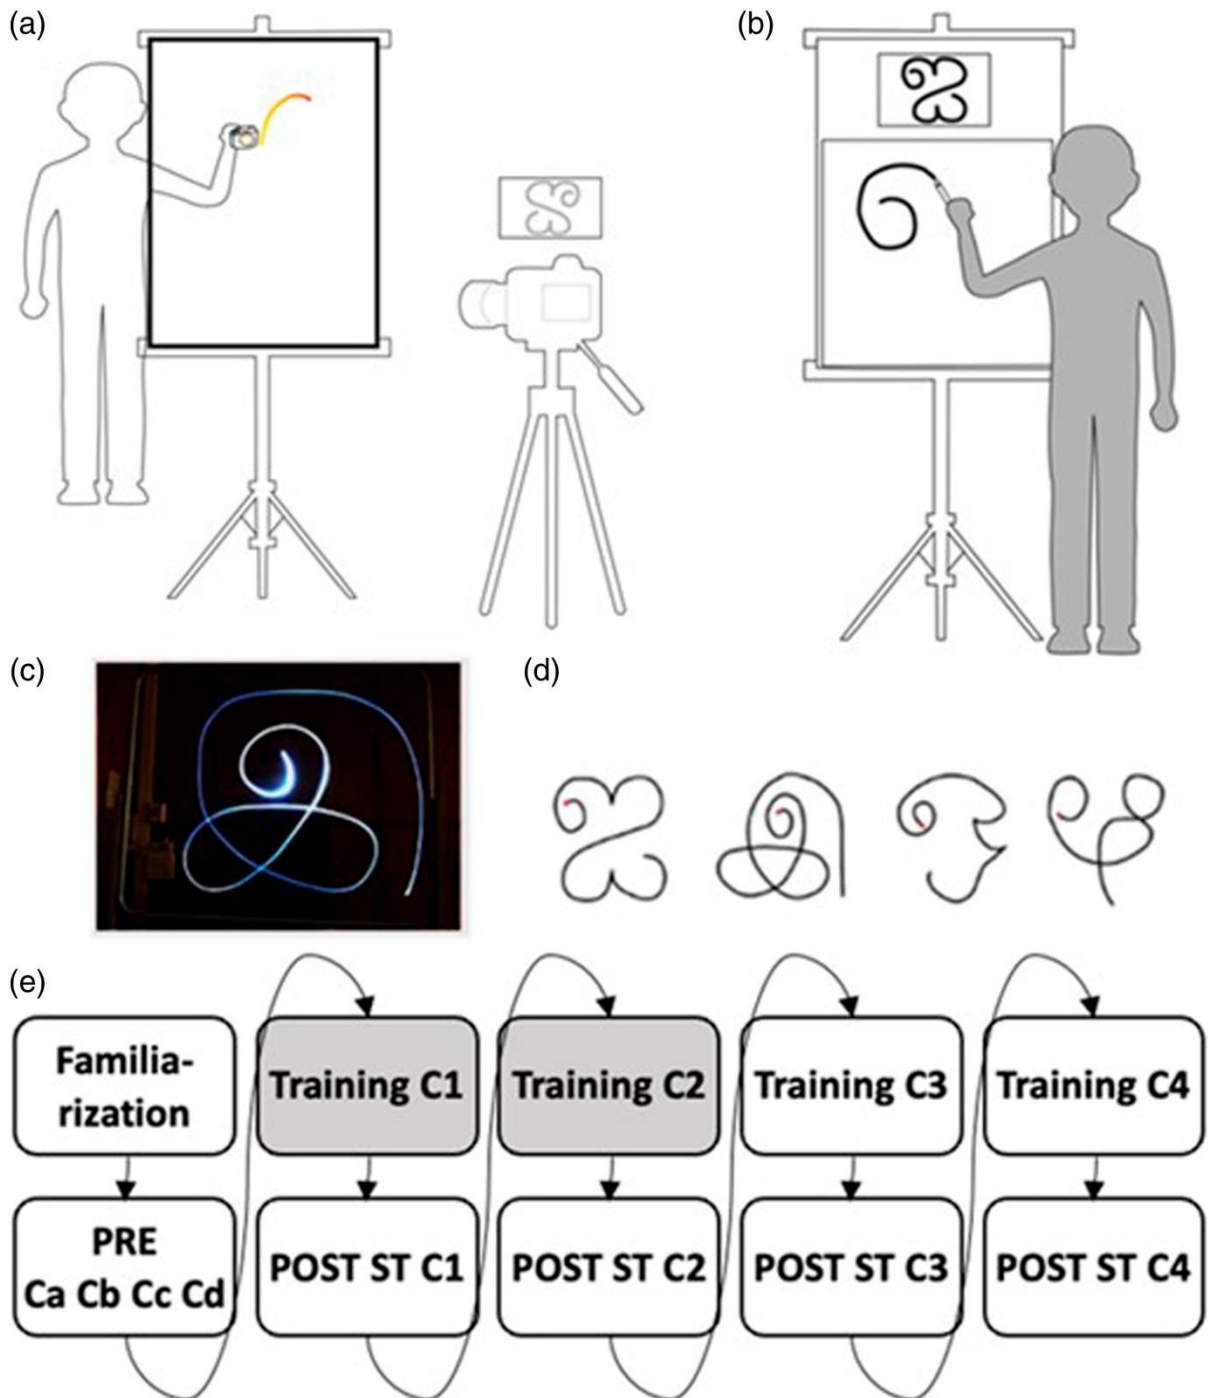 (a)
(b)
(c)
(d)
(e)
Familia-
rization
Training C1
Training C2
Training C3
Training C4
PRE
Ca Cb Cc Cd
POST ST C1
POST ST C2
POST ST C3
POST ST C4